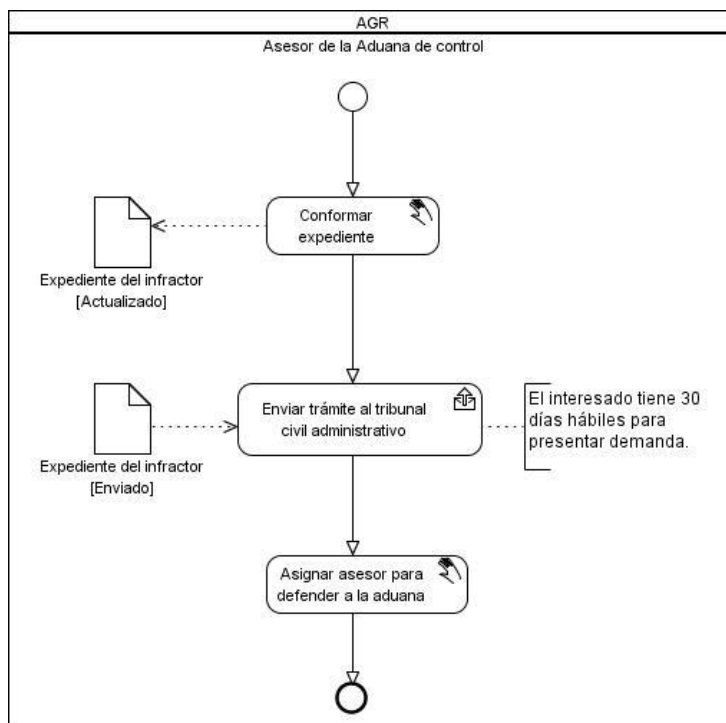 AGR
Asesor de la Aduana de control
Conformar
expediente
Expediente del infractor
[Actualizado]
Enviar trámite al tribunal
civil administrativo
El interesado tiene 30
días hábiles para
presentar demanda.
Expediente del infractor
[Enviado]
Asignar asesor para
defender a la aduana